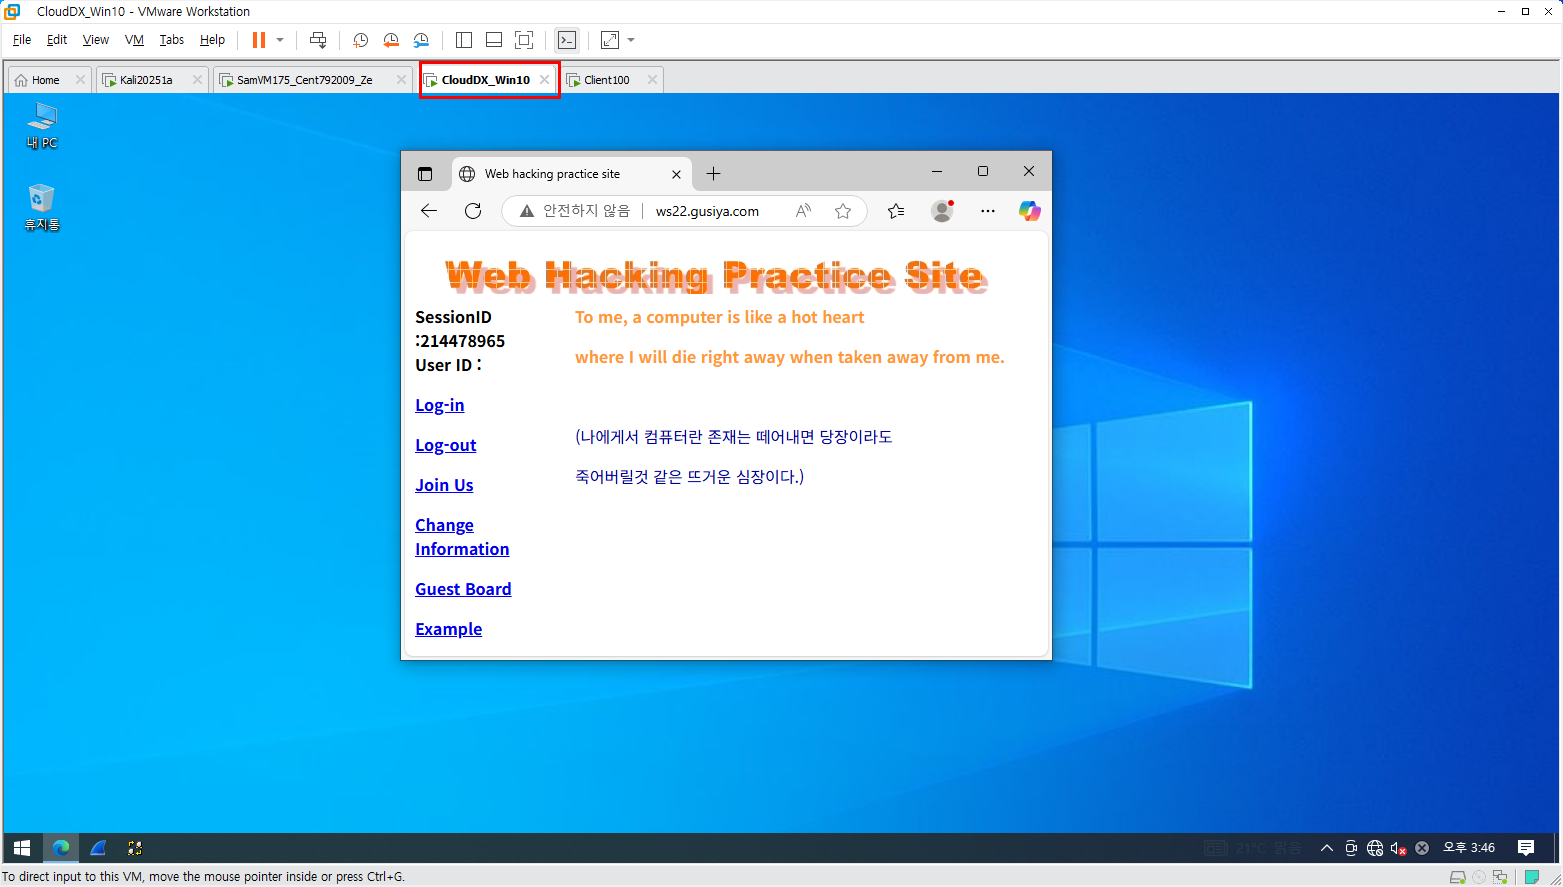 CloudDX_Win10 - VMware Workstation
File Edit View VM Tabs Help
Home Kali20251a SamVM175_Cent792009_Ze CloudDX_Win10 Client100
내 PC
휴지통
Web hacking practice site
안전하지 않음 ws22.gusiya.com
Web Hacking Practice Site
SessionID
:214478965
User ID :
To me, a computer is like a hot heart
where I will die right away when taken away from me.
(나에게서 컴퓨터란 존재는 떼어내면 당장이라도
죽어버릴것 같은 뜨거운 심장이다.)
Log-in
Log-out
Join Us
Change
Information
Guest Board
Example
21°C 맑음
오후 3:46
To direct input to this VM, move the mouse pointer inside or press Ctrl+G.